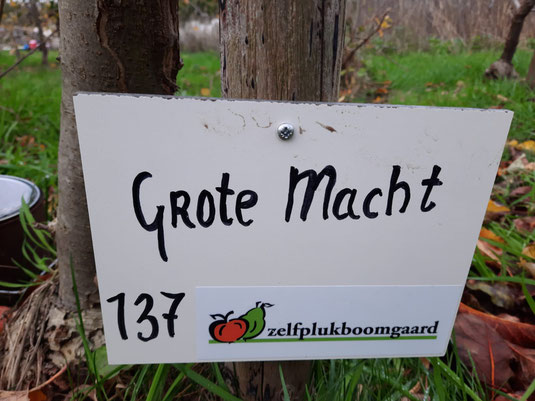 Grote Macht
137
zelfplukboomgaard